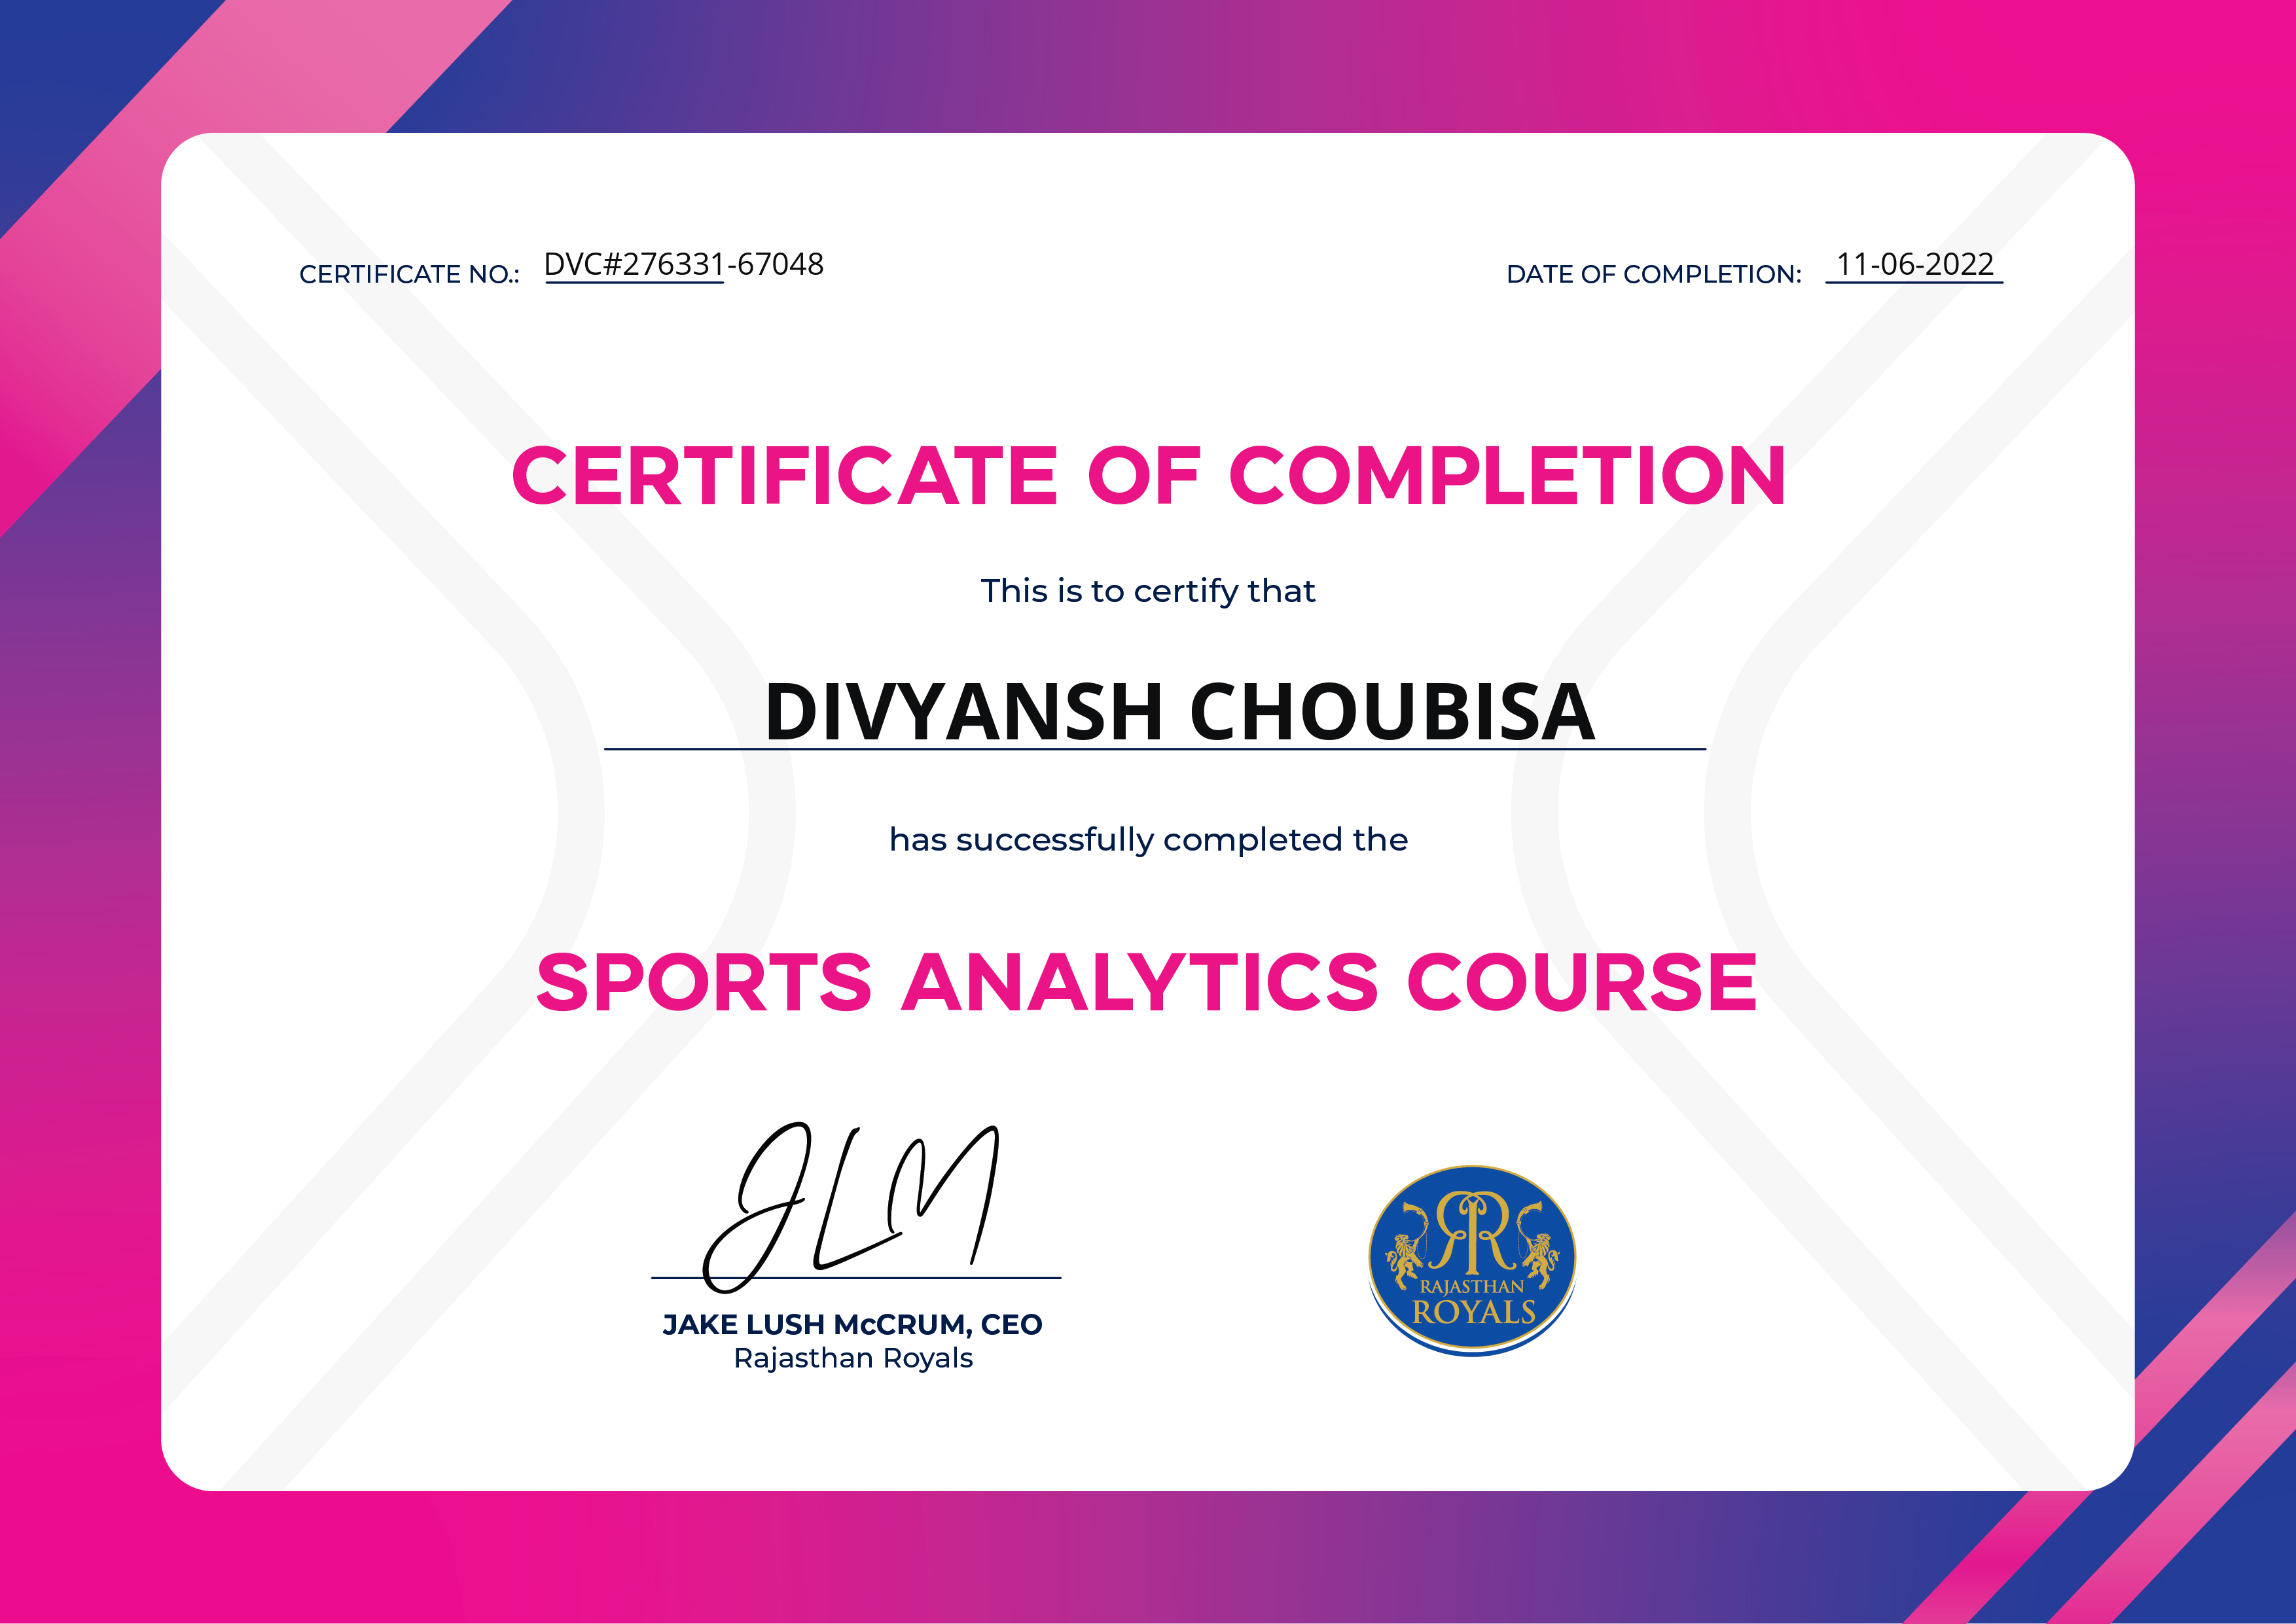 CERTIFICATE NO.: DVC#276331-67048
DATE OF COMPLETION: 11-06-2022
CERTIFICATE OF COMPLETION
This is to certify that
DIVYANSH CHOUBISA
has successfully completed the
SPORTS ANALYTICS COURSE
JLM
JAKE LUSH McCRUM, CEO
Rajasthan Royals
RR
RAJASTHAN
ROYALS